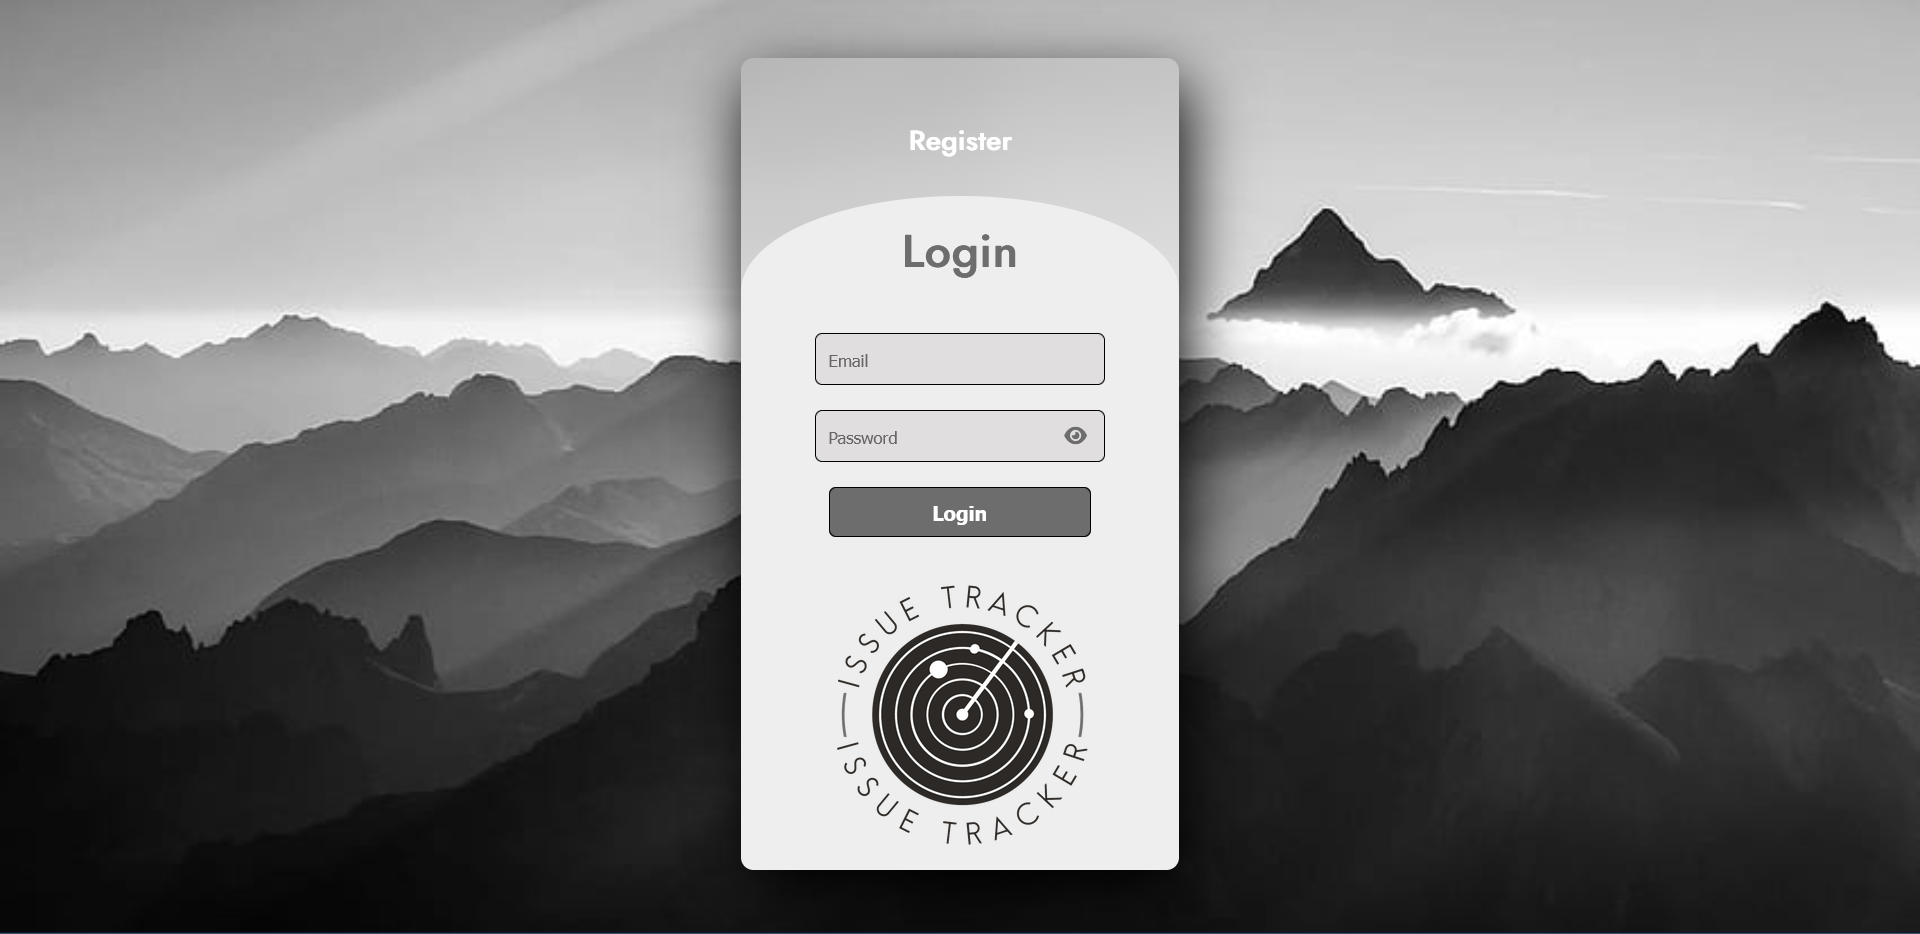 Register
Login
Email
Password
Login
ISSUE TRACKER
ISSUE TRACKER